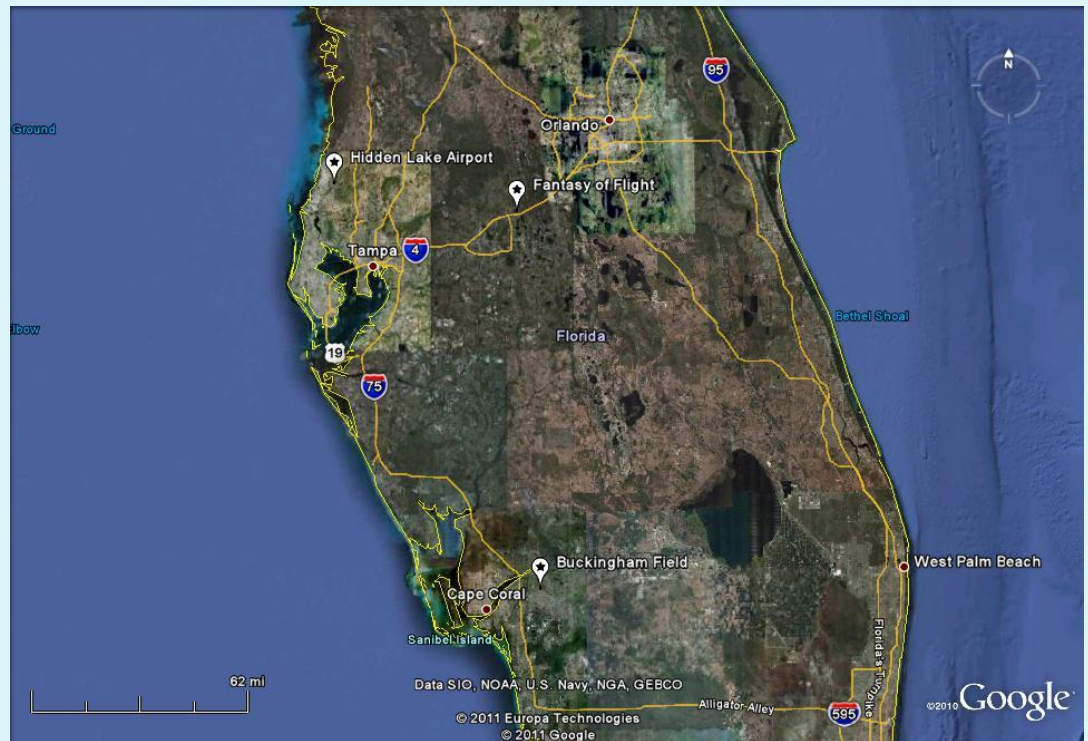 95
N
Orlando
Ground
Hidden Lake Airport
Fantasy of Flight
Tampa
4
Bethel Shoal
lbow
Florida
19
75
Buckingham Field
West Palm Beach
Cape Coral
Sanibel Island
Florida's Turnpike
62 mi
Data SIO, NOAA, U.S. Navy, NGA, GEBCO
Alligator Alley
©2010 Google
595
© 2011 Europa Technologies
© 2011 Google